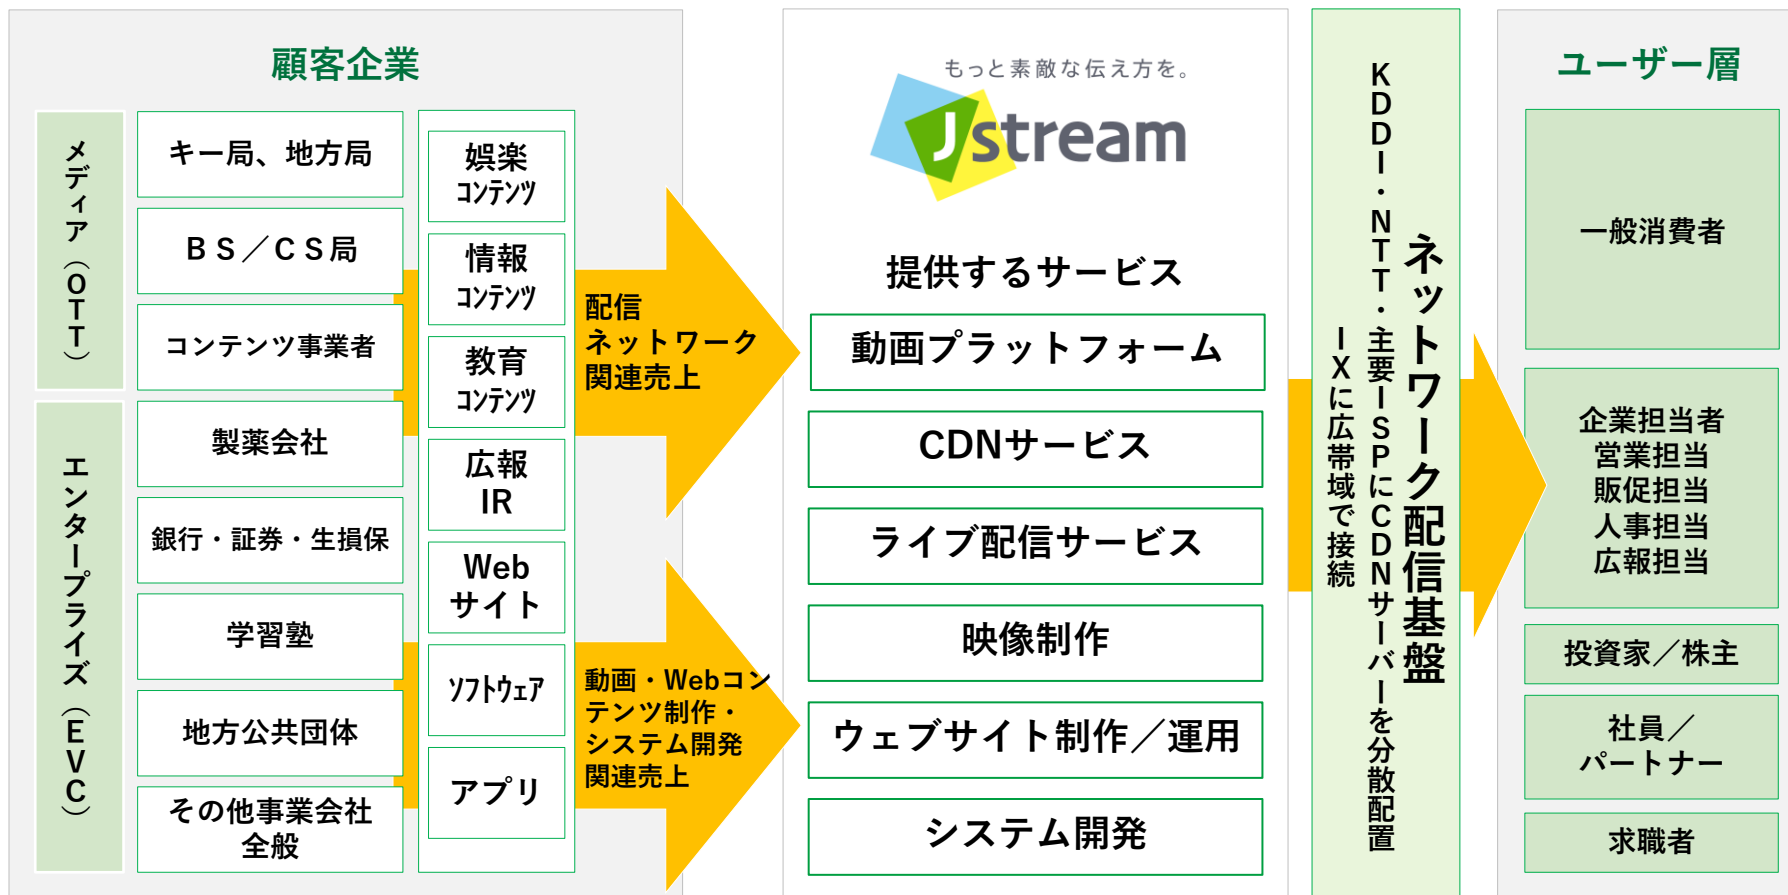 顧客企業
メディア（OTT）
キー局、地方局
ＢＳ／ＣＳ局
コンテンツ事業者
エンタープライズ（EVC）
製薬会社
銀行・証券・生損保
学習塾
地方公共団体
その他事業会社
全般
娯楽
ｺﾝﾃﾝﾂ
情報
ｺﾝﾃﾝﾂ
教育
ｺﾝﾃﾝﾂ
広報
IR
Web
サイト
ｿﾌﾄｳｪｱ
アプリ
配信
ネットワーク
関連売上
動画・Webコン
テンツ制作・
システム開発
関連売上
もっと素敵な伝え方を。
Jstream
提供するサービス
動画プラットフォーム
CDNサービス
ライブ配信サービス
映像制作
ウェブサイト制作／運用
システム開発
ネットワーク配信基盤
KDDI・NTT・主要ISPにCDNサーバーを分散配置
IXに広帯域で接続
ユーザー層
一般消費者
企業担当者
営業担当
販促担当
人事担当
広報担当
投資家／株主
社員／
パートナー
求職者